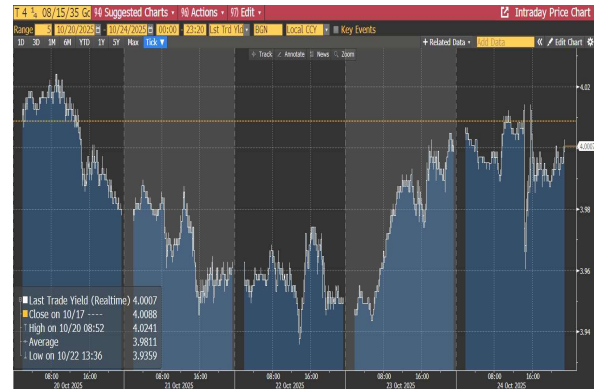 T 4 ¼ 08/15/35 Go 94) Suggested Charts 96) Actions 97) Edit Intraday Price Chart
Range 5 10/20/2025 - 10/24/2025 00:00 - 23:20 Lst Trd Yld BGN Local CCY Key Events
1D 3D 1M 6M YTD 1Y 5Y Max Tick ▼ + Related Data Add Data « Edit Chart
Track Annotate News Zoom
4.02
4.0007
3.98
3.96
3.94
Last Trade Yield (Realtime) 4.0007
Close on 10/17 ---- 4.0088
High on 10/20 08:52 4.0241
Average 3.9811
Low on 10/22 13:36 3.9359
08:00 16:00 08:00 16:00 08:00 16:00 08:00 16:00 08:00 16:00
20 Oct 2025 21 Oct 2025 22 Oct 2025 23 Oct 2025 24 Oct 2025